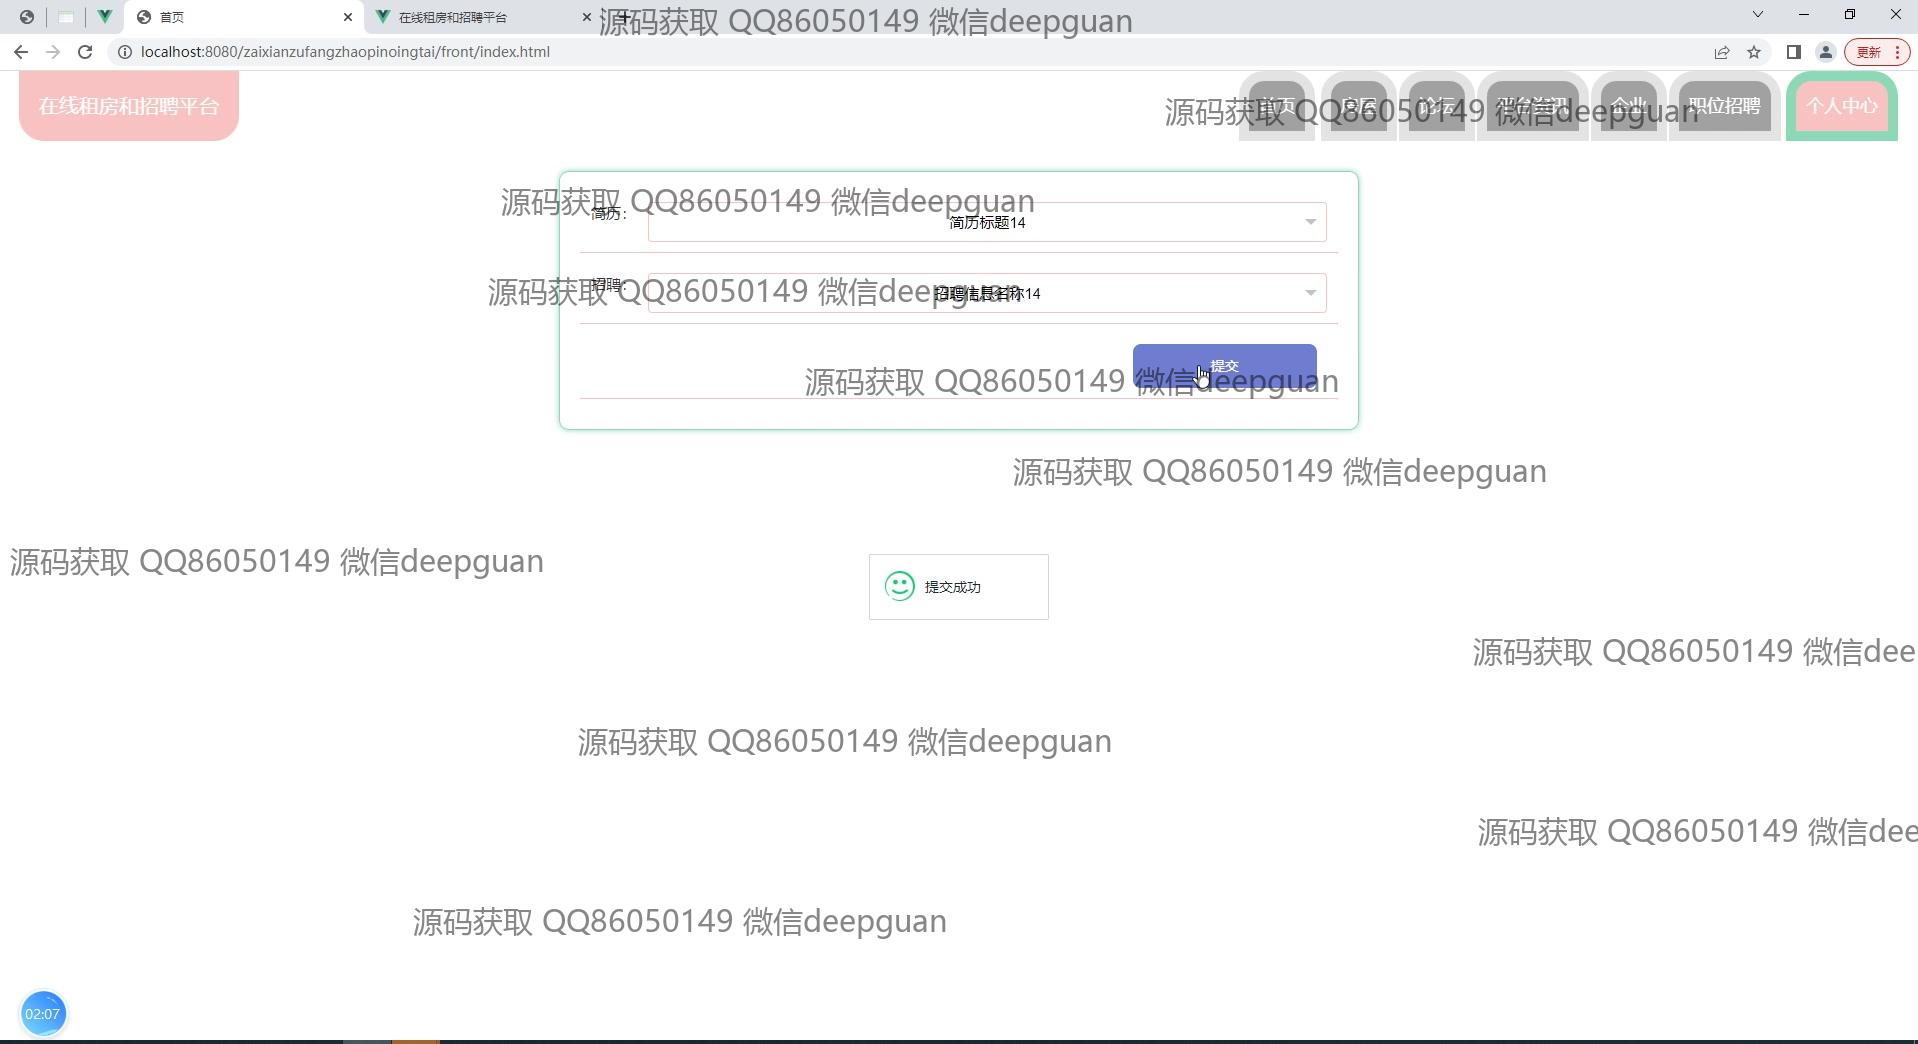 首页
在线租房和招聘平台
源码获取 QQ86050149 微信deepguan
localhost:8080/zaixianzufangzhaopinoingtai/front/index.html
更新
在线租房和招聘平台
首页
房屋
论坛
平台资讯
企业
职位招聘
个人中心
源码获取 QQ86050149 微信deepguan
源码获取 QQ86050149 微信deepguan
简历：
简历标题14
源码获取 QQ86050149 微信deepguan
招聘：
招聘信息名称14
提交
源码获取 QQ86050149 微信deepguan
源码获取 QQ86050149 微信deepguan
源码获取 QQ86050149 微信deepguan
提交成功
源码获取 QQ86050149 微信dee
源码获取 QQ86050149 微信deepguan
源码获取 QQ86050149 微信dee
源码获取 QQ86050149 微信deepguan
02:07